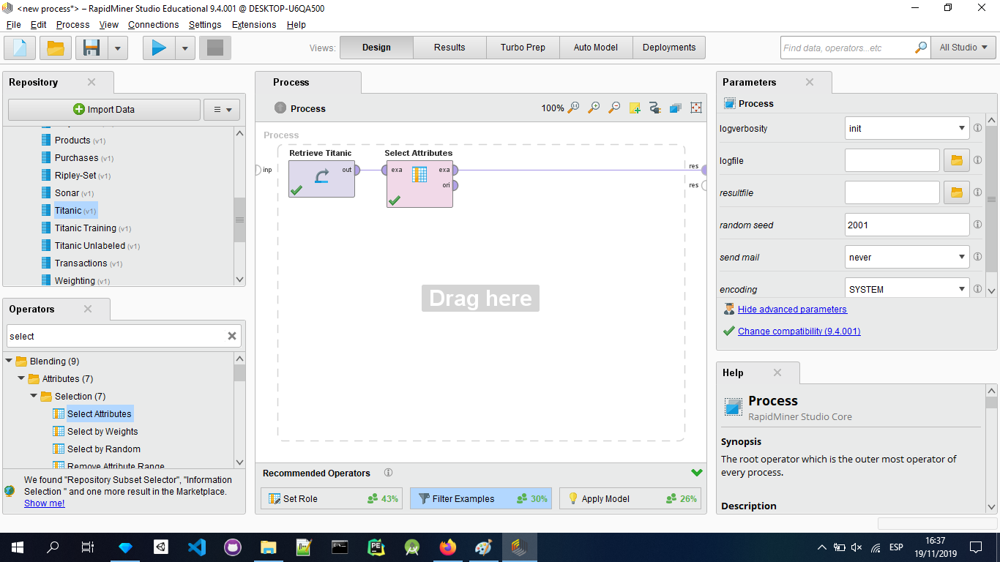 <new process*> – RapidMiner Studio Educational 9.4.001 @ DESKTOP-U6QA500
File Edit Process View Connections Settings Extensions Help
Views: Design Results Turbo Prep Auto Model Deployments
Find data, operators...etc
All Studio
Repository
Import Data
Products (v1)
Purchases (v1)
Ripley-Set (v1)
Sonar (v1)
Titanic (v1)
Titanic Training (v1)
Titanic Unlabeled (v1)
Transactions (v1)
Weighting (v1)
Operators
select
Blending (9)
Attributes (7)
Selection (7)
Select Attributes
Select by Weights
Select by Random
Remove Attribute Range
We found "Repository Subset Selector", "Information
Selection " and one more result in the Marketplace.
Show me!
Process
Process
100%
Process
Retrieve Titanic
Select Attributes
inp
out
exa
exa
ori
res
res
Drag here
Recommended Operators
Set Role 43%
Filter Examples 30%
Apply Model 26%
Parameters
Process
logverbosity
init
logfile
resultfile
random seed
2001
send mail
never
encoding
SYSTEM
Hide advanced parameters
Change compatibility (9.4.001)
Help
Process
RapidMiner Studio Core
Synopsis
The root operator which is the outer most operator of
every process.
Description
ESP
16:37
19/11/2019